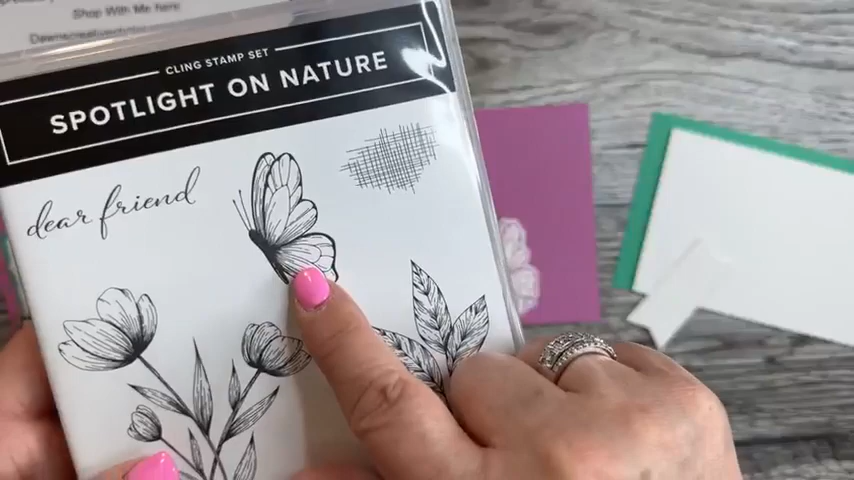 Shop With Me here
CLING STAMP SET
SPOTLIGHT ON NATURE
dear friend